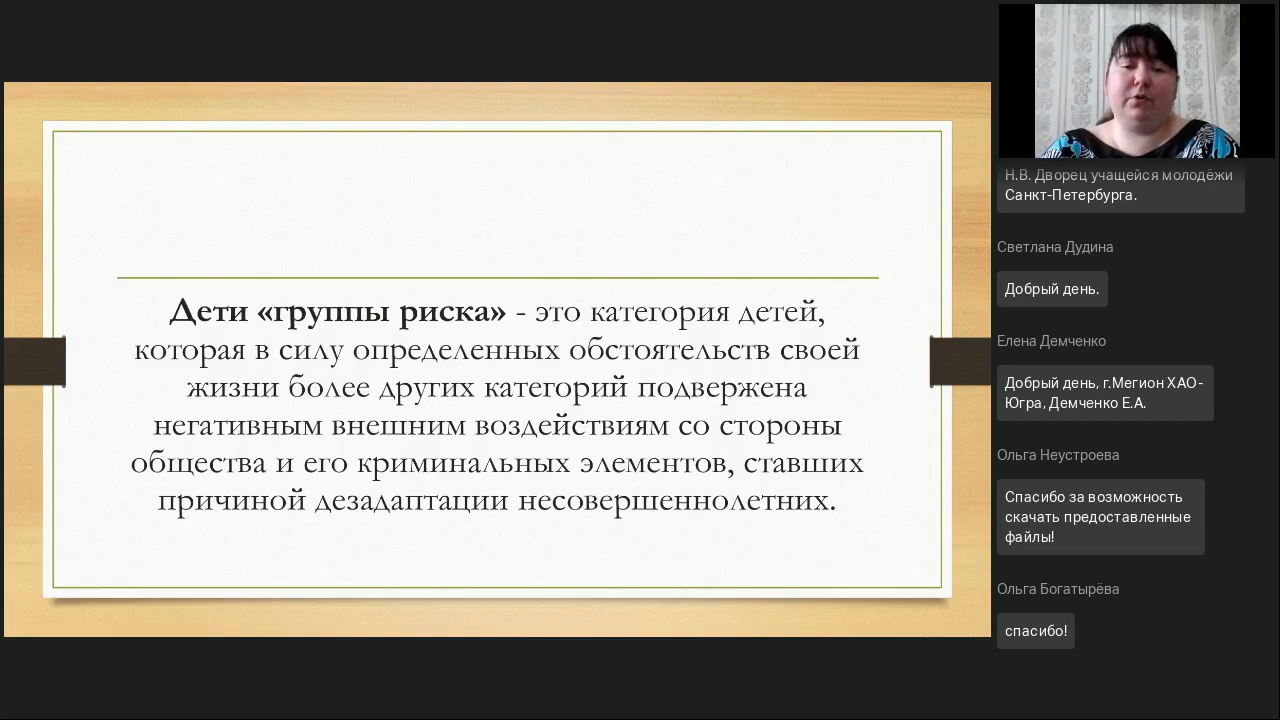 Дети «группы риска» - это категория детей,
которая в силу определенных обстоятельств своей
жизни более других категорий подвержена
негативным внешним воздействиям со стороны
общества и его криминальных элементов, ставших
причиной дезадаптации несовершеннолетних.
Н.В. Дворец учащейся молодёжи
Санкт-Петербурга.
Светлана Дудина
Добрый день.
Елена Демченко
Добрый день, г.Мегион ХАО-
Югра, Демченко Е.А.
Ольга Неустроева
Спасибо за возможность
скачать предоставленные
файлы!
Ольга Богатырёва
спасибо!